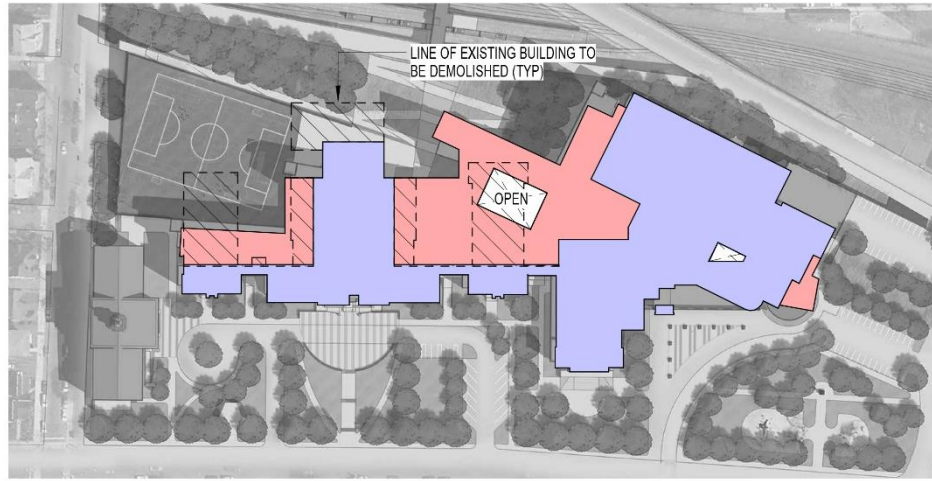 LINE OF EXISTING BUILDING TO
BE DEMOLISHED (TYP)
OPEN